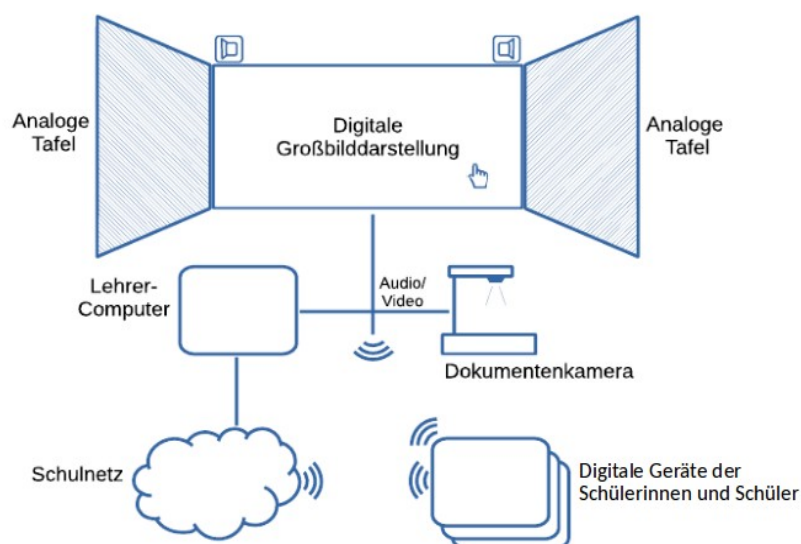 Analoge
Tafel
Digitale
Großbilddarstellung
Analoge
Tafel
Lehrer-
Computer
Audio/
Video
Dokumentenkamera
Schulnetz
Digitale Geräte der
Schülerinnen und Schüler